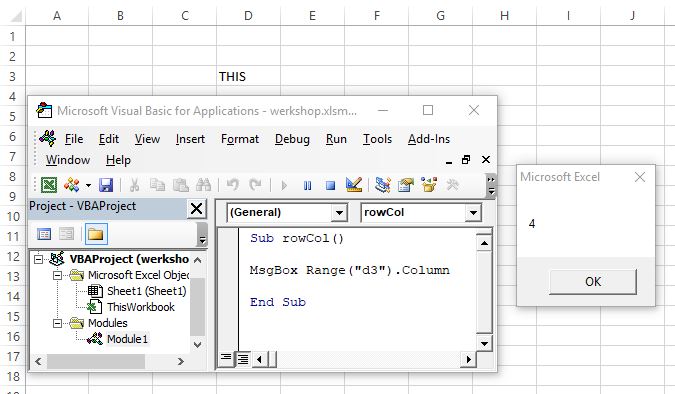 A B C D E F G H I J
1
2
3 THIS
4
5
6
7
8
9
10
11
12
13
14
15
16
17
18
Microsoft Visual Basic for Applications - werkshop.xlsm...
File Edit View Insert Format Debug Run Tools Add-Ins
Window Help
Project - VBAProject
VBAProject (werksho
Microsoft Excel Objec
Sheet1 (Sheet1)
ThisWorkbook
Modules
Module1
(General) rowCol
Sub rowCol()
MsgBox Range("d3").Column
End Sub
Microsoft Excel
4
OK